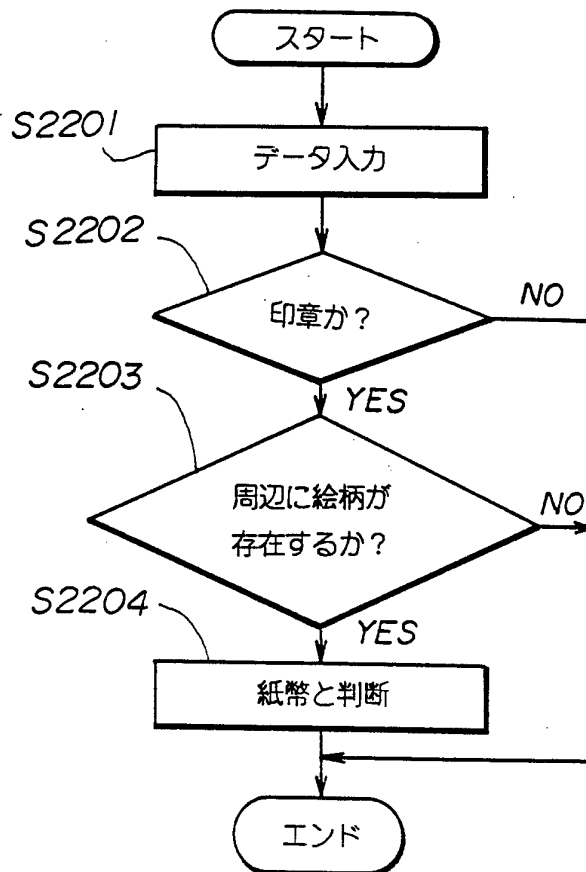 スタート
S2201
データ入力
S2202
印章か?
NO
YES
S2203
周辺に絵柄が
存在するか?
NO
YES
S2204
紙幣と判断
エンド